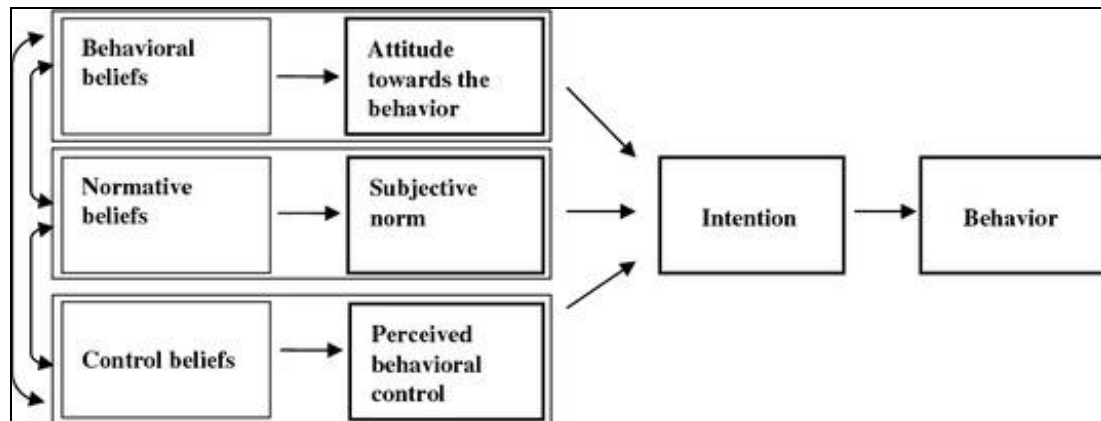 Behavioral
beliefs
Attitude
towards the
behavior
Normative
beliefs
Subjective
norm
Intention
Behavior
Control beliefs
Perceived
behavioral
control